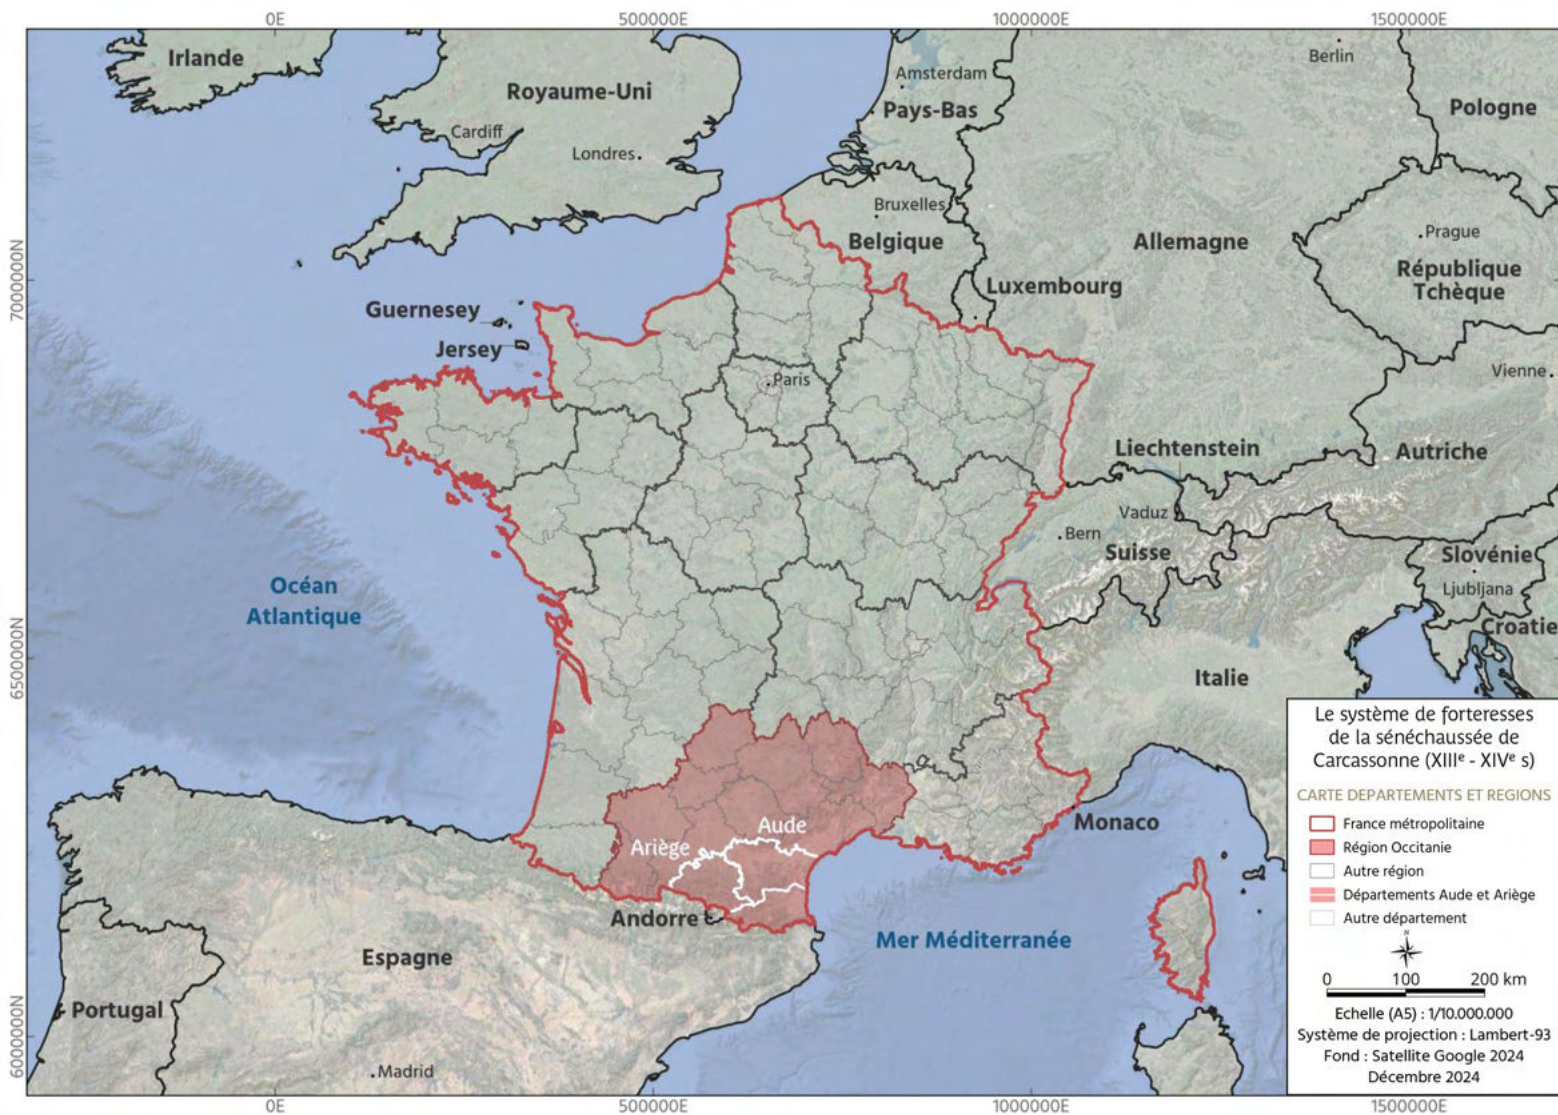 0E
500000E
1000000E
1500000E
Irlande
Royaume-Uni
Cardiff
Londres
Amsterdam
Pays-Bas
Berlin
Pologne
Bruxelles
Belgique
Allemagne
Prague
République
Tchèque
Luxembourg
7000000N
Guernesey
Jersey
Paris
Vienne
Liechtenstein
Autriche
Vaduz
Bern
Suisse
Slovénie
Ljubljana
Océan
Atlantique
Croatie
6500000N
Italie
Aude
Ariège
Monaco
Andorre
Mer Méditerranée
Espagne
Portugal
6000000N
Madrid
Le système de forteresses
de la sénéchaussée de
Carcassonne (XIIIᵉ - XIVᵉ s)
CARTE DEPARTEMENTS ET REGIONS
France métropolitaine
Région Occitanie
Autre région
Départements Aude et Ariège
Autre département
N
0 100 200 km
Echelle (A5) : 1/10.000.000
Système de projection : Lambert-93
Fond : Satellite Google 2024
Décembre 2024
0E
500000E
1000000E
1500000E